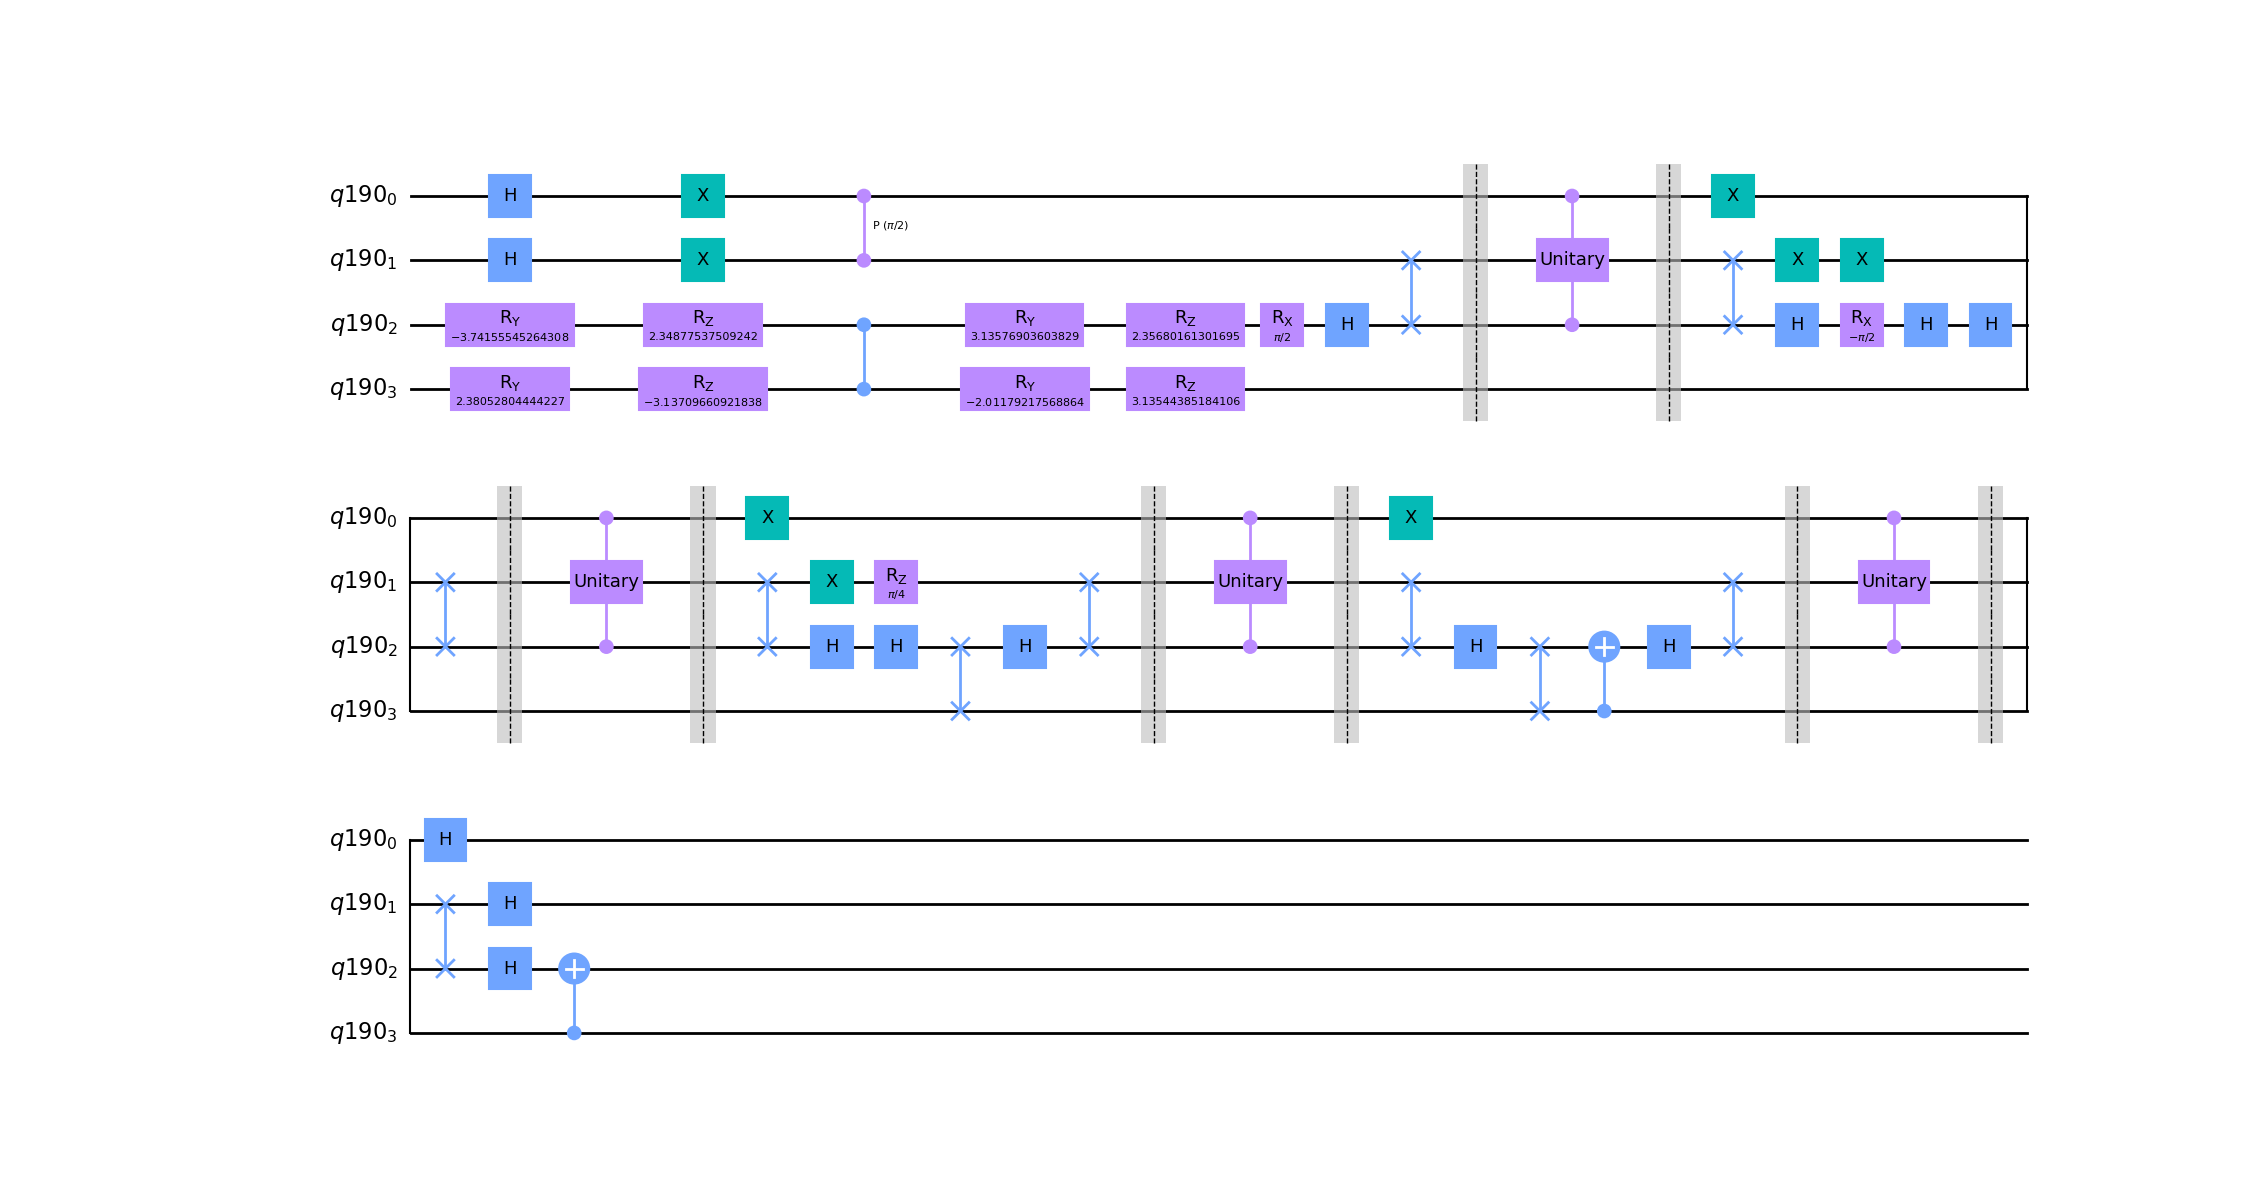 q190₀ H X X
P (π/2)
q190₁ H X Unitary X X
q190₂ R_Y −3.74155545264308 R_Z 2.34877537509242 R_Y 3.13576903603829 R_Z 2.35680161301695 R_X π/2 H H R_X −π/2 H H
q190₃ R_Y 2.38052804444227 R_Z −3.13709660921838 R_Y −2.01179217568864 R_Z 3.13544385184106
q190₀ X X
q190₁ Unitary X R_Z π/4 Unitary Unitary
q190₂ H H H H H
q190₃
q190₀ H
q190₁ H
q190₂ H
q190₃